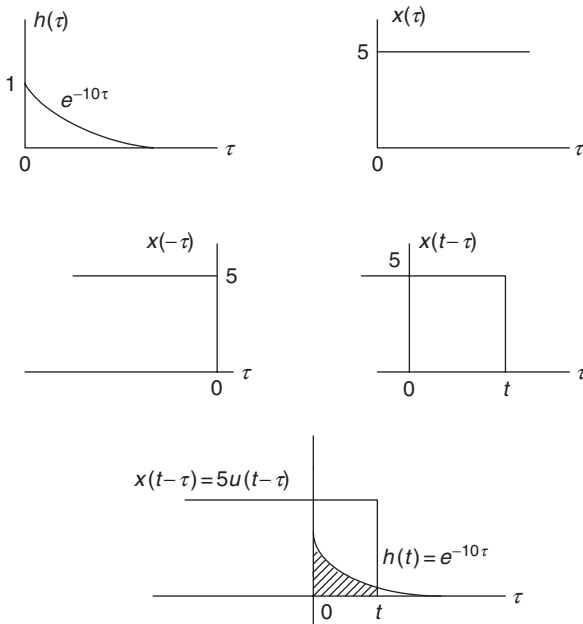 h(τ)
1
e^{−10τ}
0
τ
x(τ)
5
0
τ
x(−τ)
5
0
τ
x(t−τ)
5
0
t
τ
x(t−τ) = 5u(t−τ)
h(t) = e^{−10τ}
0
t
τ